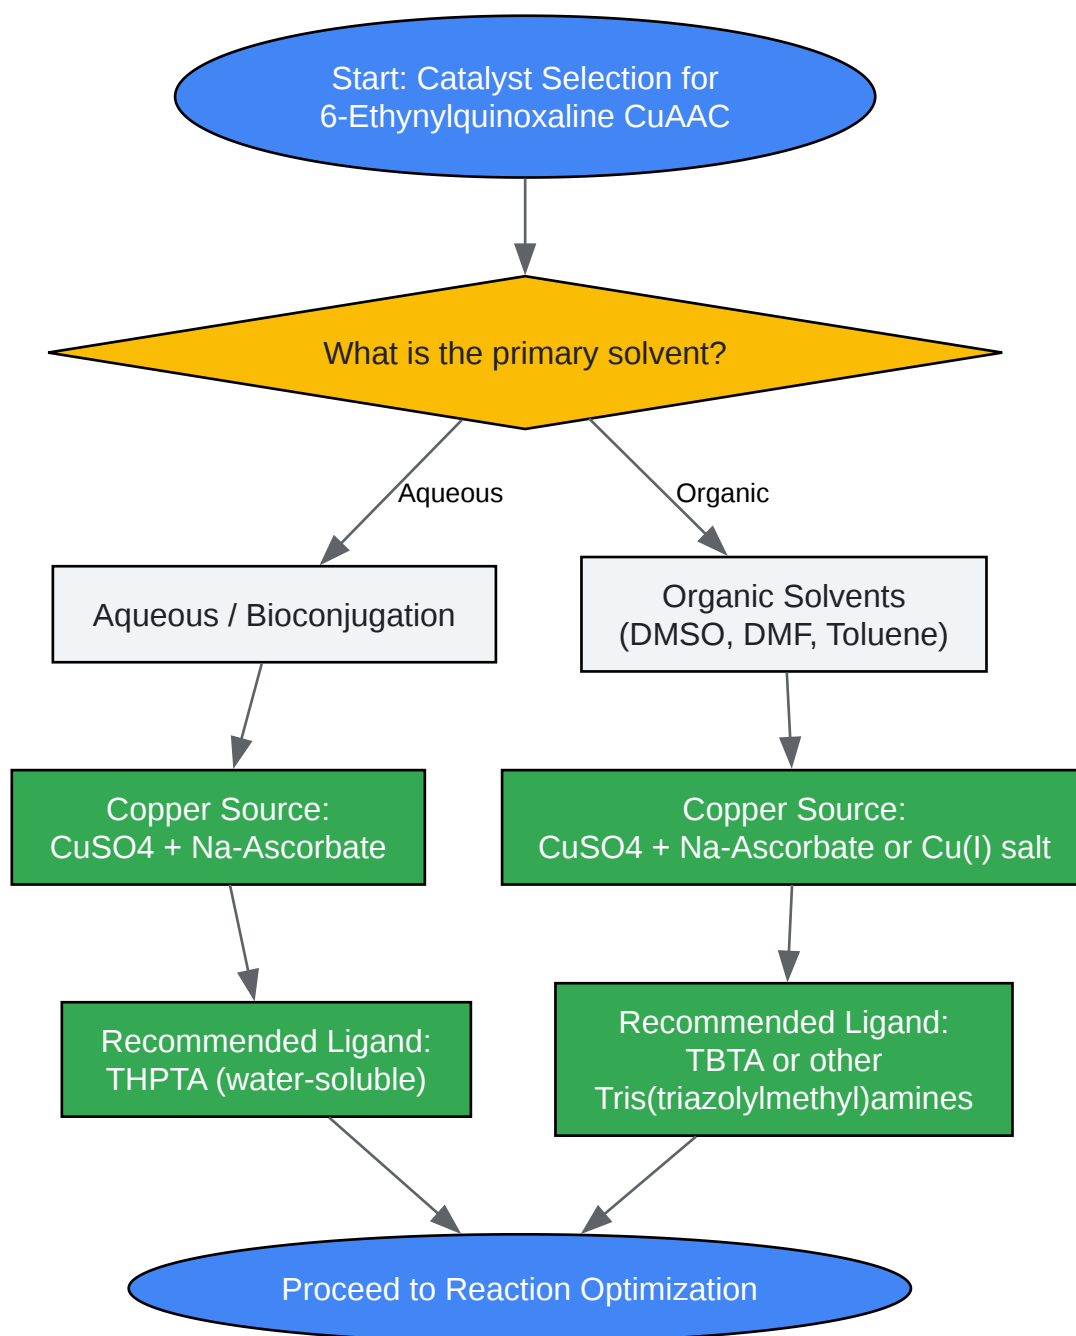 Start: Catalyst Selection for
6-Ethynylquinoxaline CuAAC
What is the primary solvent?
Aqueous
Organic
Aqueous / Bioconjugation
Organic Solvents
(DMSO, DMF, Toluene)
Copper Source:
CuSO4 + Na-Ascorbate
Copper Source:
CuSO4 + Na-Ascorbate or Cu(I) salt
Recommended Ligand:
THPTA (water-soluble)
Recommended Ligand:
TBTA or other
Tris(triazolylmethyl)amines
Proceed to Reaction Optimization